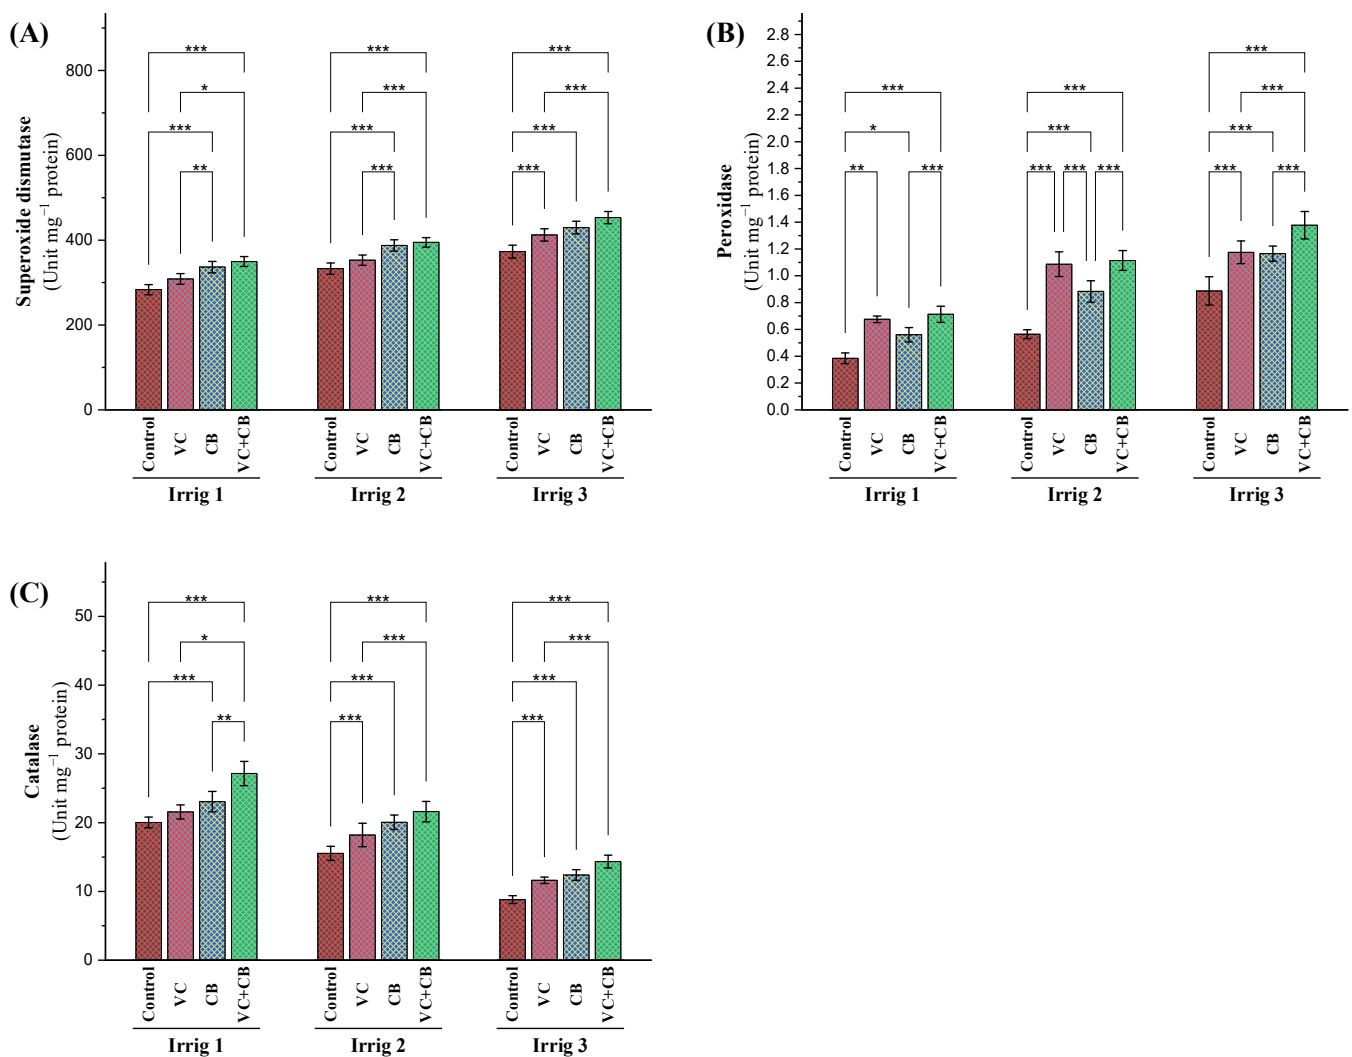 (A)
Superoxide dismutase
(Unit mg⁻¹ protein)
800
600
400
200
0
***
*
***
**
***
***
***
***
***
***
***
***
Control
VC
CB
VC+CB
Control
VC
CB
VC+CB
Control
VC
CB
VC+CB
Irrig 1
Irrig 2
Irrig 3
(B)
Peroxidase
(Unit mg⁻¹ protein)
2.8
2.6
2.4
2.2
2.0
1.8
1.6
1.4
1.2
1.0
0.8
0.6
0.4
0.2
0.0
***
*
**
***
***
***
***
***
***
***
***
***
***
***
Control
VC
CB
VC+CB
Control
VC
CB
VC+CB
Control
VC
CB
VC+CB
Irrig 1
Irrig 2
Irrig 3
(C)
Catalase
(Unit mg⁻¹ protein)
50
40
30
20
10
0
***
*
***
**
***
***
***
***
***
***
***
***
Control
VC
CB
VC+CB
Control
VC
CB
VC+CB
Control
VC
CB
VC+CB
Irrig 1
Irrig 2
Irrig 3